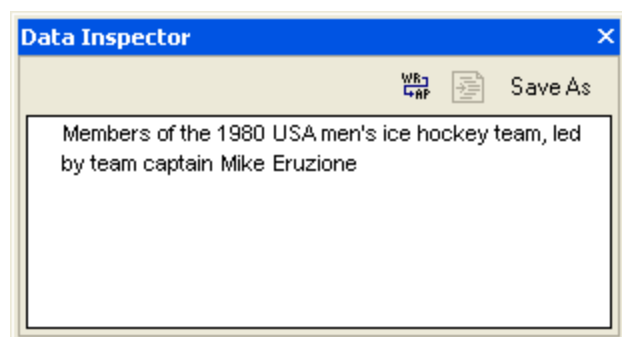 Data Inspector
WR
AP
Save As
Members of the 1980 USA men's ice hockey team, led
by team captain Mike Eruzione